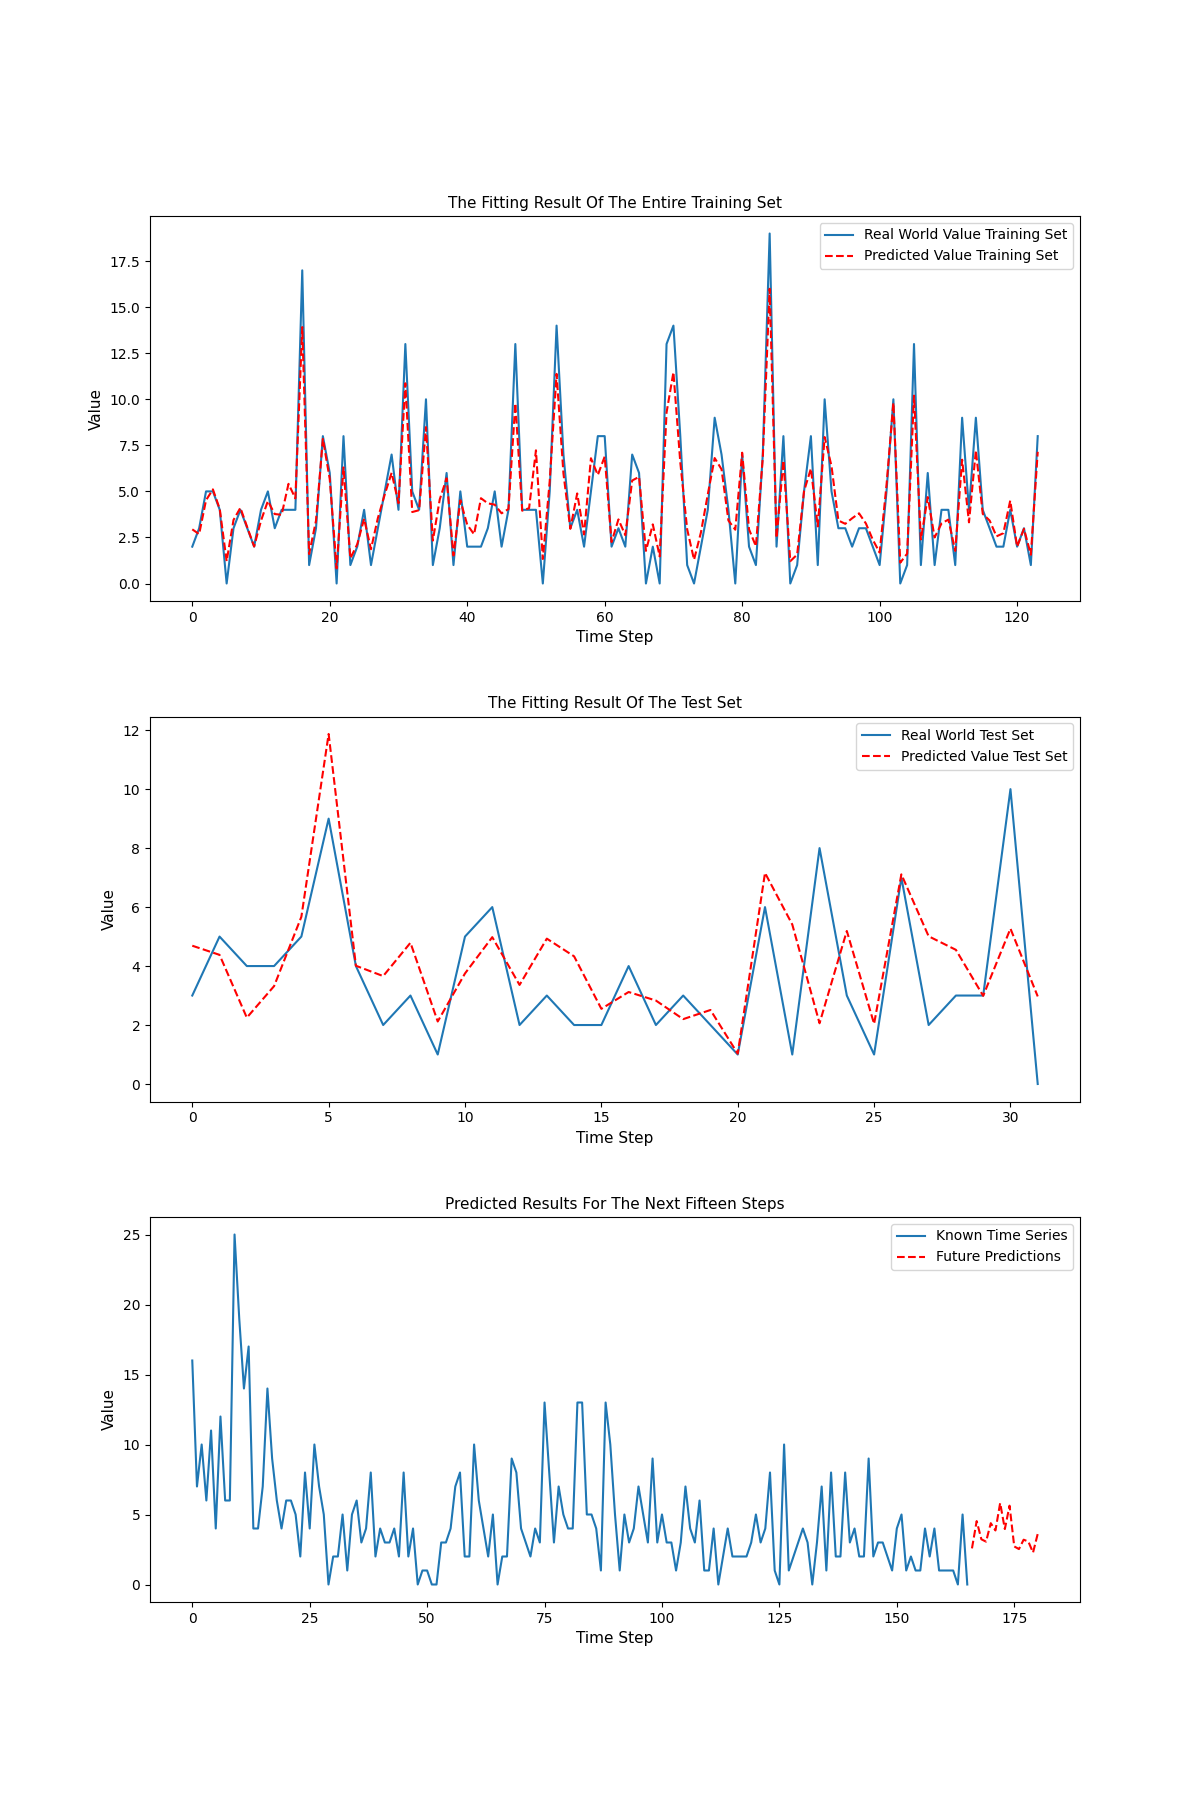 The Fitting Result Of The Entire Training Set
Real World Value Training Set
Predicted Value Training Set
Value
17.5
15.0
12.5
10.0
7.5
5.0
2.5
0.0
0 20 40 60 80 100 120
Time Step
The Fitting Result Of The Test Set
Real World Test Set
Predicted Value Test Set
Value
12
10
8
6
4
2
0
0 5 10 15 20 25 30
Time Step
Predicted Results For The Next Fifteen Steps
Known Time Series
Future Predictions
Value
25
20
15
10
5
0
0 25 50 75 100 125 150 175
Time Step